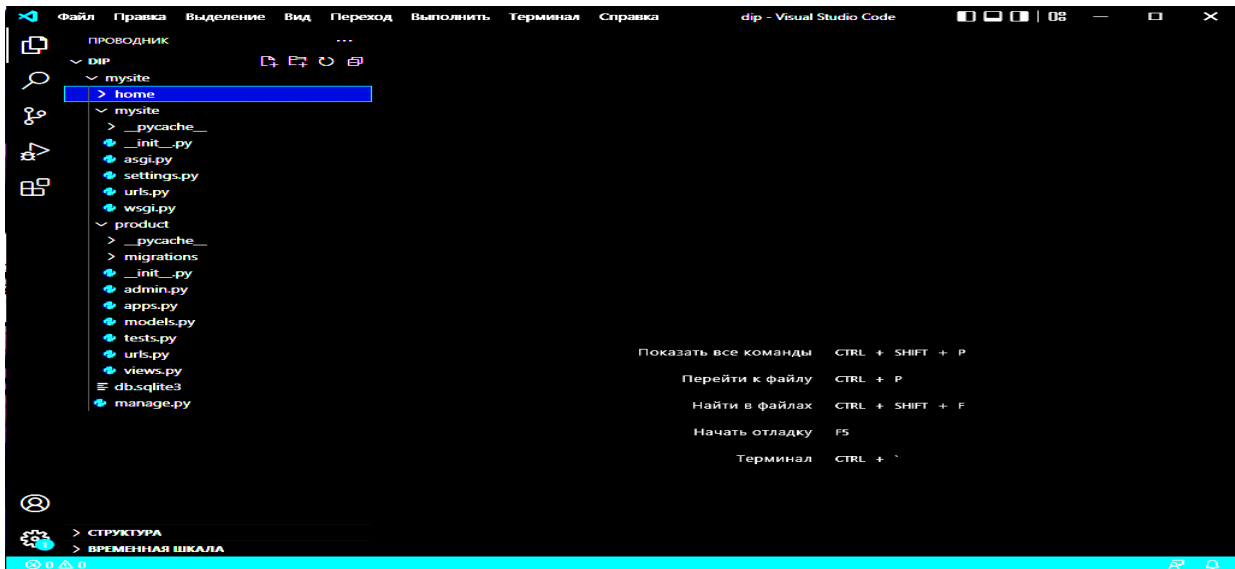 Файл Правка Выделение Вид Переход Выполнить Терминал Справка dip - Visual Studio Code
ПРОВОДНИК ...
DIP
mysite
home
mysite
__pycache__
__init__.py
asgi.py
settings.py
urls.py
wsgi.py
product
__pycache__
migrations
__init__.py
admin.py
apps.py
models.py
tests.py
urls.py
views.py
db.sqlite3
manage.py
Показать все команды CTRL + SHIFT + P
Перейти к файлу CTRL + P
Найти в файлах CTRL + SHIFT + F
Начать отладку F5
Терминал CTRL + `
СТРУКТУРА
1
ВРЕМЕННАЯ ШКАЛА
0 0